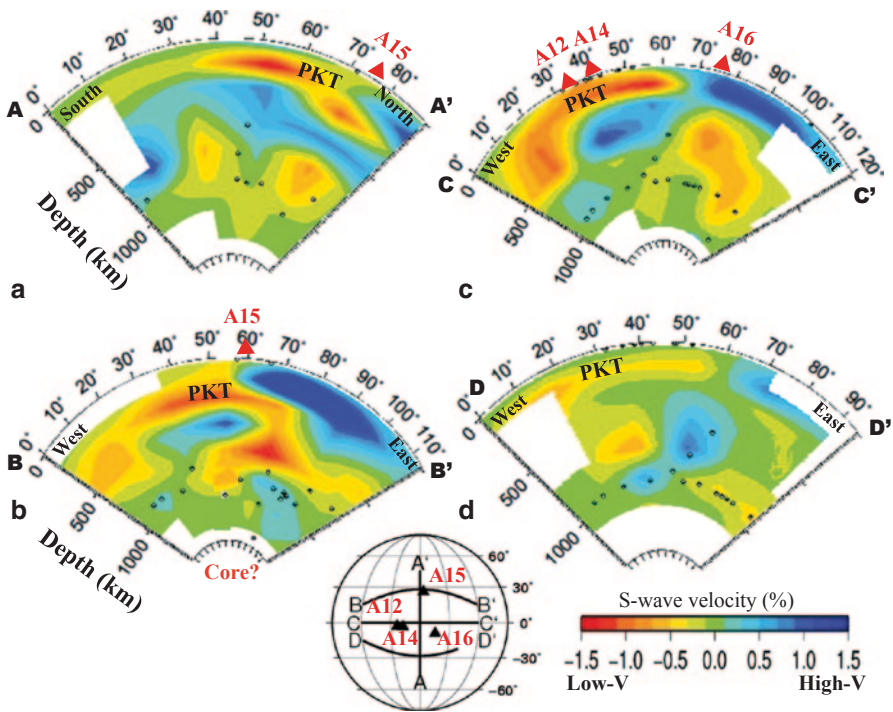 0° 10° 20° 30° 40° 50° 60° 70° 80° 90°
A15
A
A'
South
PKT
North
0
500
1000
Depth (km)
a
0° 10° 20° 30° 40° 50° 60° 70° 80° 90° 100° 110° 120°
A12 A14
A16
PKT
West
East
C
C'
0
500
1000
c
A15
0° 10° 20° 30° 40° 50° 60° 70° 80° 90° 100° 110°
PKT
West
East
B
B'
0
500
1000
Depth (km)
b
Core?
0° 10° 20° 30° 40° 50° 60° 70° 80° 90°
D
D'
PKT
West
East
0
500
1000
d
60°
A'
A15
30°
B
B'
A12
C
C'
0°
D
A14
A16
D'
−30°
A
−60°
S-wave velocity (%)
−1.5 −1.0 −0.5 0.0 0.5 1.0 1.5
Low-V
High-V